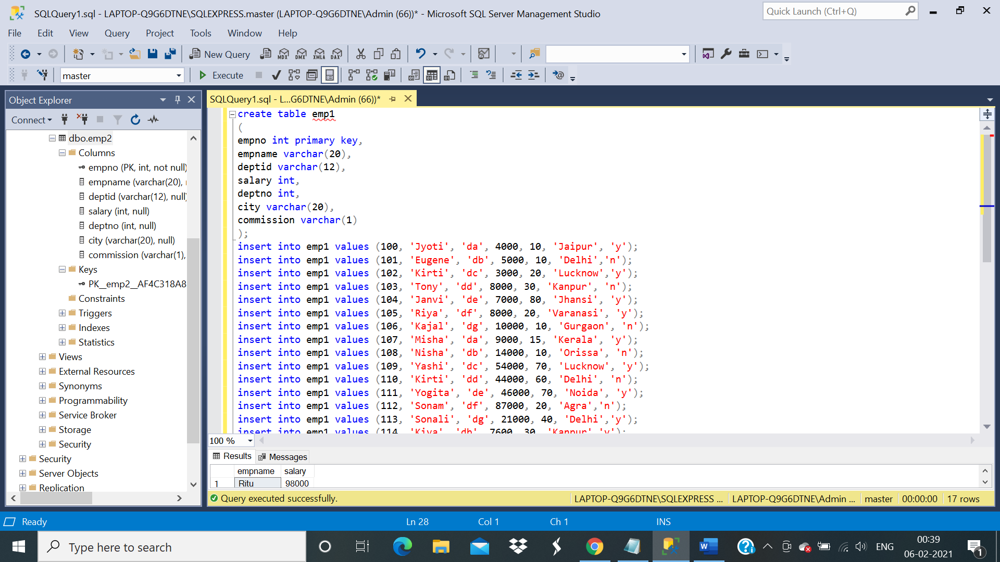 SQLQuery1.sql - LAPTOP-Q9G6DTNE\SQLEXPRESS.master (LAPTOP-Q9G6DTNE\Admin (66))* - Microsoft SQL Server Management Studio
Quick Launch (Ctrl+Q)
File Edit View Query Project Tools Window Help
New Query MDX DMX XMLA DAX
master Execute
Object Explorer
Connect
dbo.emp2
Columns
empno (PK, int, not null)
empname (varchar(20),
deptid (varchar(12), null)
salary (int, null)
deptno (int, null)
city (varchar(20), null)
commission (varchar(1),
Keys
PK__emp2__AF4C318A8
Constraints
Triggers
Indexes
Statistics
Views
External Resources
Synonyms
Programmability
Service Broker
Storage
Security
Security
Server Objects
Replication
SQLQuery1.sql - L...G6DTNE\Admin (66))*
create table emp1
(
empno int primary key,
empname varchar(20),
deptid varchar(12),
salary int,
deptno int,
city varchar(20),
commission varchar(1)
);
insert into emp1 values (100, 'Jyoti', 'da', 4000, 10, 'Jaipur', 'y');
insert into emp1 values (101, 'Eugene', 'db', 5000, 10, 'Delhi','n');
insert into emp1 values (102, 'Kirti', 'dc', 3000, 20, 'Lucknow','y');
insert into emp1 values (103, 'Tony', 'dd', 8000, 30, 'Kanpur', 'n');
insert into emp1 values (104, 'Janvi', 'de', 7000, 80, 'Jhansi', 'y');
insert into emp1 values (105, 'Riya', 'df', 8000, 20, 'Varanasi', 'y');
insert into emp1 values (106, 'Kajal', 'dg', 10000, 10, 'Gurgaon', 'n');
insert into emp1 values (107, 'Misha', 'da', 9000, 15, 'Kerala', 'y');
insert into emp1 values (108, 'Nisha', 'db', 14000, 10, 'Orissa', 'n');
insert into emp1 values (109, 'Yashi', 'dc', 54000, 70, 'Lucknow', 'y');
insert into emp1 values (110, 'Kirti', 'dd', 44000, 60, 'Delhi', 'n');
insert into emp1 values (111, 'Yogita', 'de', 46000, 70, 'Noida', 'y');
insert into emp1 values (112, 'Sonam', 'df', 87000, 20, 'Agra','n');
insert into emp1 values (113, 'Sonali', 'dg', 21000, 40, 'Delhi','y');
insert into emp1 values (114, 'Kiya', 'dh', 7600, 30, 'Kanpur','y');
100 %
Results Messages
empname salary
1 Ritu 98000
Query executed successfully. LAPTOP-Q9G6DTNE\SQLEXPRESS ... LAPTOP-Q9G6DTNE\Admin ... master 00:00:00 17 rows
Ready Ln 28 Col 1 Ch 1 INS
Type here to search
ENG
00:39
06-02-2021
1